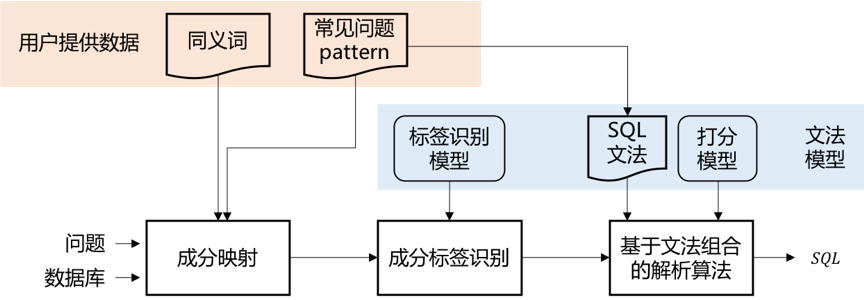 用户提供数据
同义词
常见问题
pattern
标签识别
模型
SQL
文法
打分
模型
文法
模型
问题
数据库
成分映射
成分标签识别
基于文法组合
的解析算法
SQL